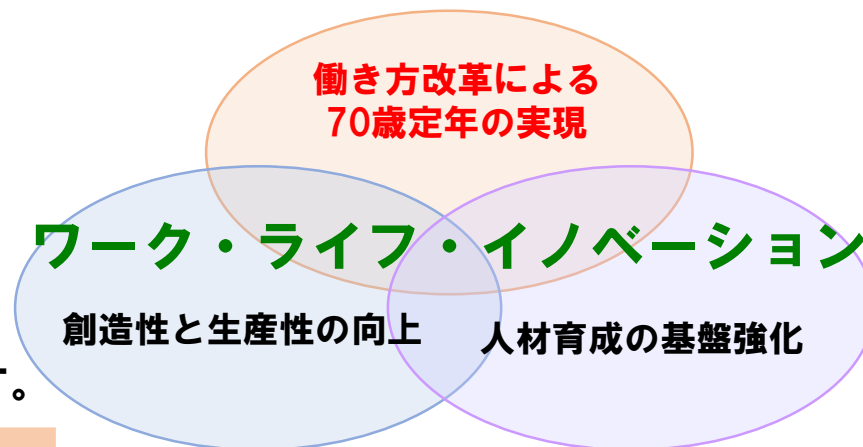 働き方改革による
70歳定年の実現
ワーク・ライフ・イノベーション
創造性と生産性の向上
人材育成の基盤強化
す。